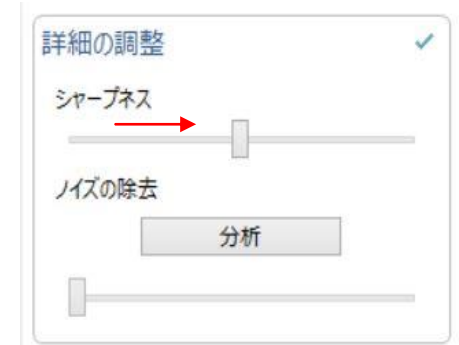 詳細の調整
シャープネス
ノイズの除去
分析